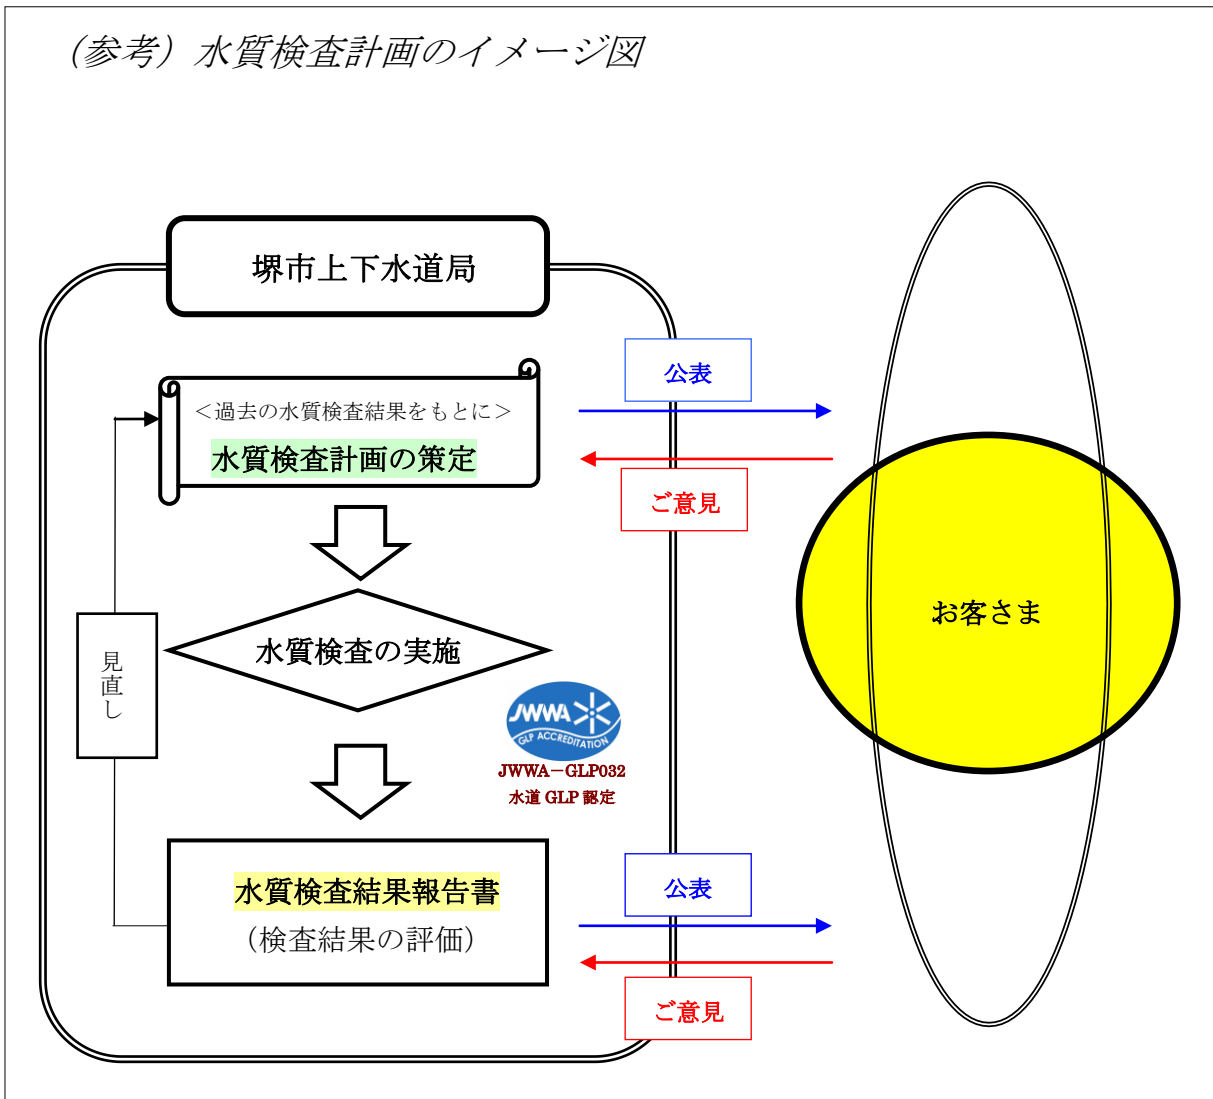 (参考）水質検査計画のイメージ図
堺市上下水道局
＜過去の水質検査結果をもとに＞
水質検査計画の策定
公表
ご意見
水質検査の実施
見直し
お客さま
JWWA
GLP ACCREDITATION
JWWA－GLP032
水道 GLP 認定
水質検査結果報告書
（検査結果の評価）
公表
ご意見